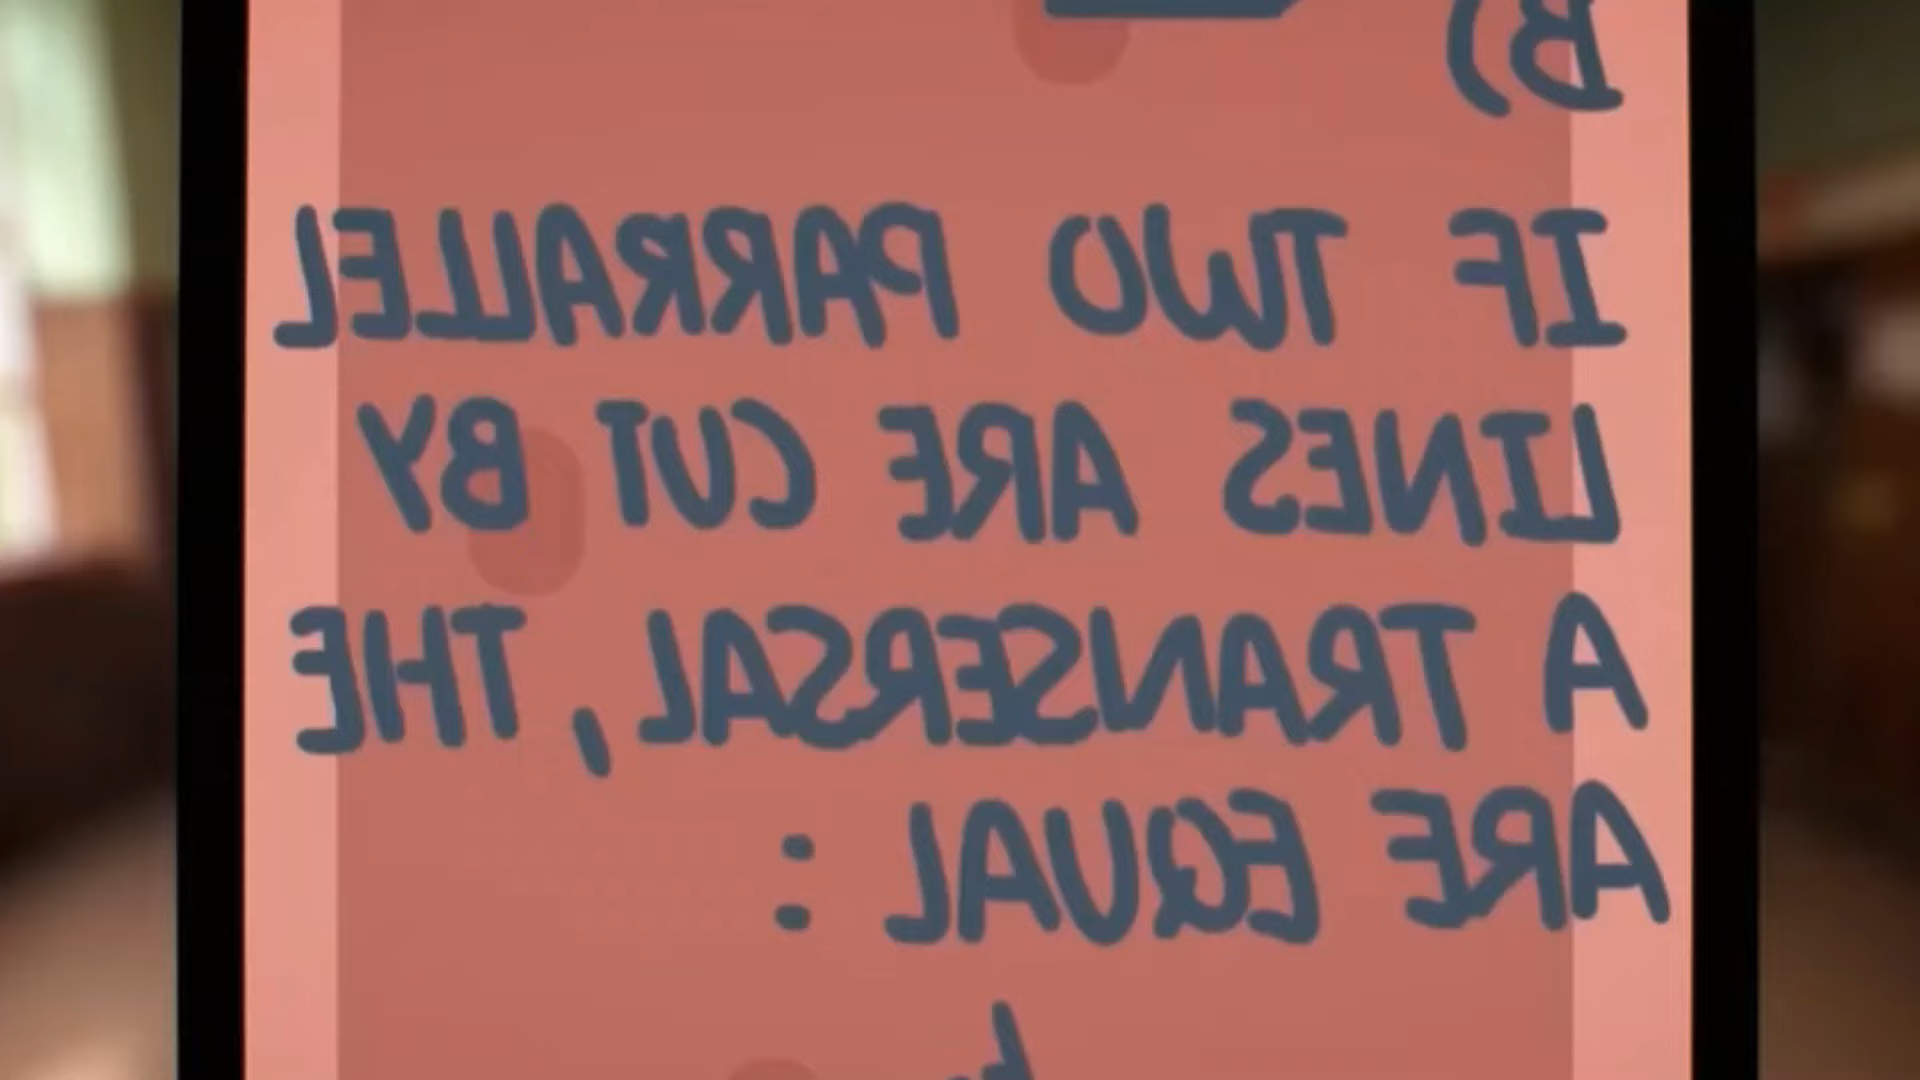 B)
IF TWO PARRALLEL
LINES ARE CUT BY
A TRANSERSAL, THE
ARE EQUAL :